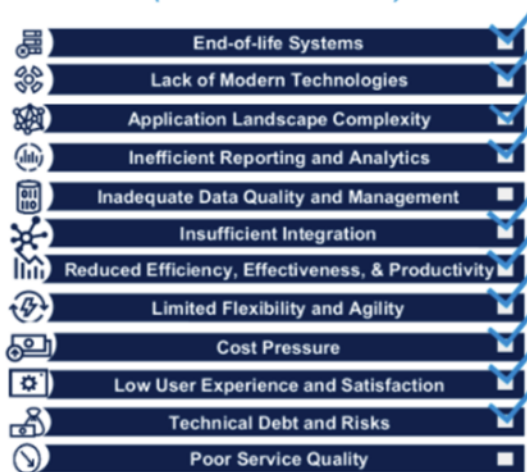 End-of-life Systems
Lack of Modern Technologies
Application Landscape Complexity
Inefficient Reporting and Analytics
Inadequate Data Quality and Management
Insufficient Integration
Reduced Efficiency, Effectiveness, & Productivity
Limited Flexibility and Agility
Cost Pressure
Low User Experience and Satisfaction
Technical Debt and Risks
Poor Service Quality